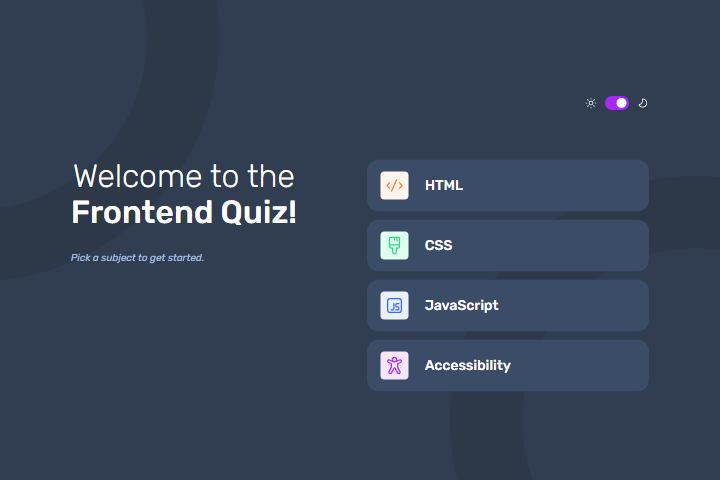 Welcome to the
Frontend Quiz!
Pick a subject to get started.
HTML
CSS
JS
JavaScript
Accessibility